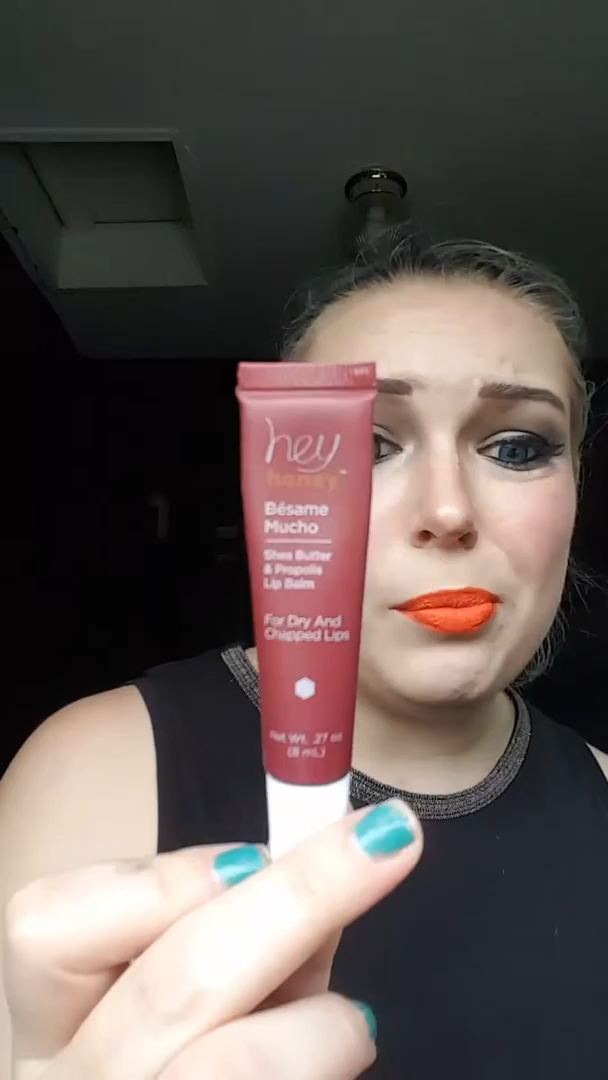 hey
honey™
Bésame
Mucho
Shea Butter
& Propolis
Lip Balm
For Dry And
Chapped Lips
Net Wt. .27 oz
(8 mL)